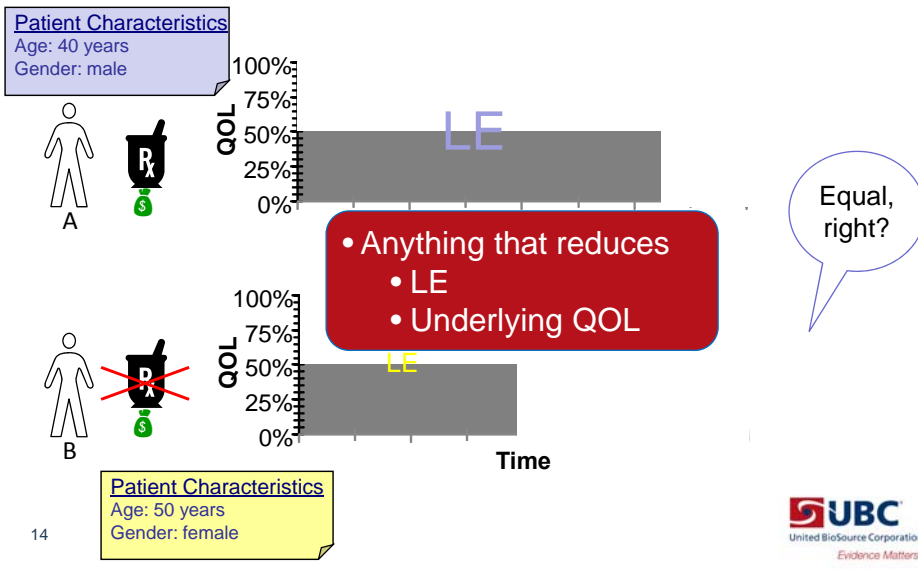 Patient Characteristics
Age: 40 years
Gender: male
A
Rx
$
QOL
100%
75%
50%
25%
0%
LE
• Anything that reduces
• LE
• Underlying QOL
Equal,
right?
B
Rx
$
QOL
100%
75%
50%
25%
0%
LE
Time
Patient Characteristics
Age: 50 years
Gender: female
14
UBC
United BioSource Corporation
Evidence Matters